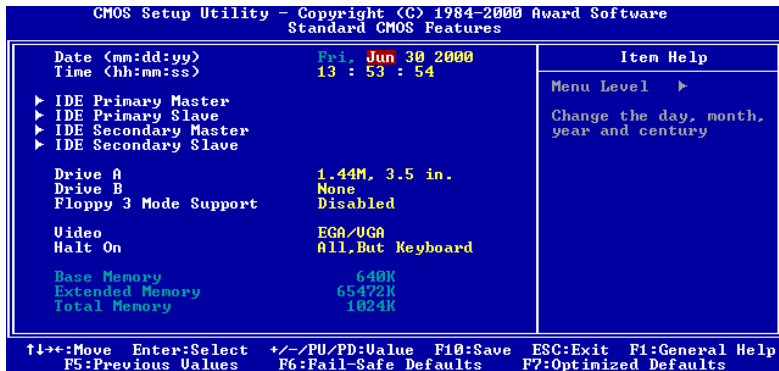 CMOS Setup Utility – Copyright (C) 1984-2000 Award Software
Standard CMOS Features
Date (mm:dd:yy) Fri, Jun 30 2000
Time (hh:mm:ss) 13 : 53 : 54
▶ IDE Primary Master
▶ IDE Primary Slave
▶ IDE Secondary Master
▶ IDE Secondary Slave
Drive A 1.44M, 3.5 in.
Drive B None
Floppy 3 Mode Support Disabled
Video EGA/VGA
Halt On All,But Keyboard
Base Memory 640K
Extended Memory 65472K
Total Memory 1024K
Item Help
Menu Level ▶
Change the day, month,
year and century
↑↓→←:Move Enter:Select +/-/PU/PD:Value F10:Save ESC:Exit F1:General Help
F5:Previous Values F6:Fail-Safe Defaults F7:Optimized Defaults